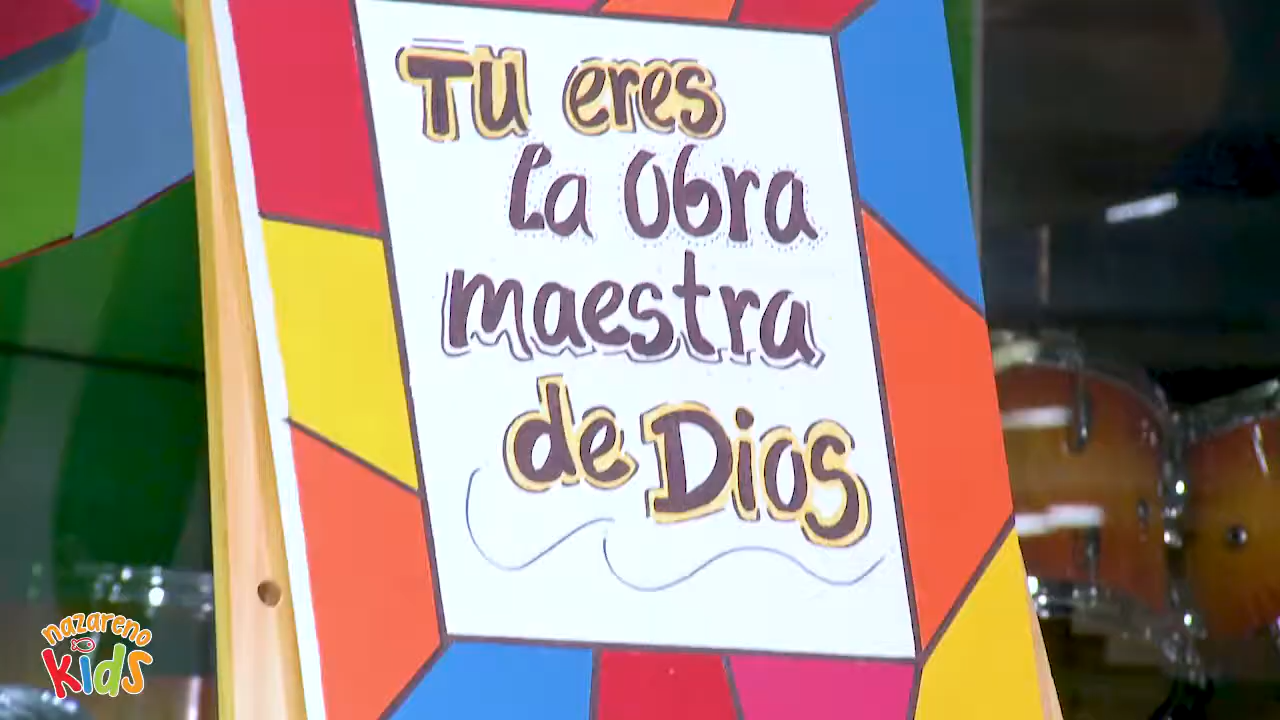 TU eres
La Obra
maestra
de Dios
nazareno
kids